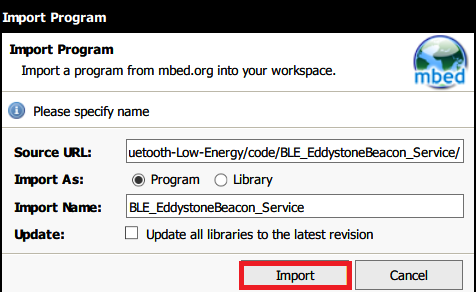 Import Program
Import Program
Import a program from mbed.org into your workspace.
mbed
Please specify name
Source URL: uetooth-Low-Energy/code/BLE_EddystoneBeacon_Service/
Import As: Program Library
Import Name: BLE_EddystoneBeacon_Service
Update: Update all libraries to the latest revision
Import Cancel